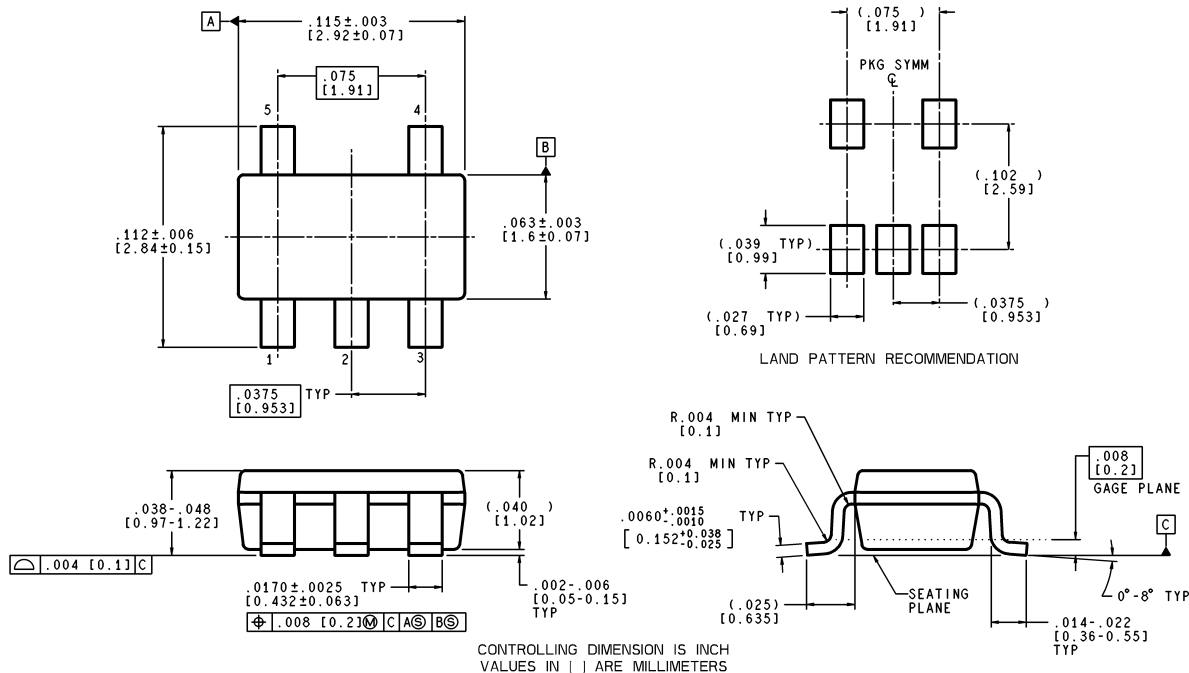 A
.115±.003
[2.92±0.07]
.075
[1.91]
5
4
B
.112±.006
[2.84±0.15]
.063±.003
[1.6±0.07]
1
2
3
.0375 TYP
[0.953]
(.075 )
[1.91]
PKG SYMM
℄
(.102 )
[2.59]
(.039 TYP)
[0.99]
(.027 TYP)
[0.69]
(.0375 )
[0.953]
LAND PATTERN RECOMMENDATION
.038-.048
[0.97-1.22]
(.040 )
[1.02]
⌓ .004 [0.1] C
.0170±.0025 TYP
[0.432±0.063]
⌖ .008 [0.2]Ⓜ C AⓈ BⓈ
.002-.006
[0.05-0.15]
TYP
R.004 MIN TYP
[0.1]
R.004 MIN TYP
[0.1]
.0060+.0015 -.0010 TYP
[0.152+0.038 -0.025]
.008
[0.2]
GAGE PLANE
C
SEATING
PLANE
0°-8° TYP
(.025)
[0.635]
.014-.022
[0.36-0.55]
TYP
CONTROLLING DIMENSION IS INCH
VALUES IN [ ] ARE MILLIMETERS